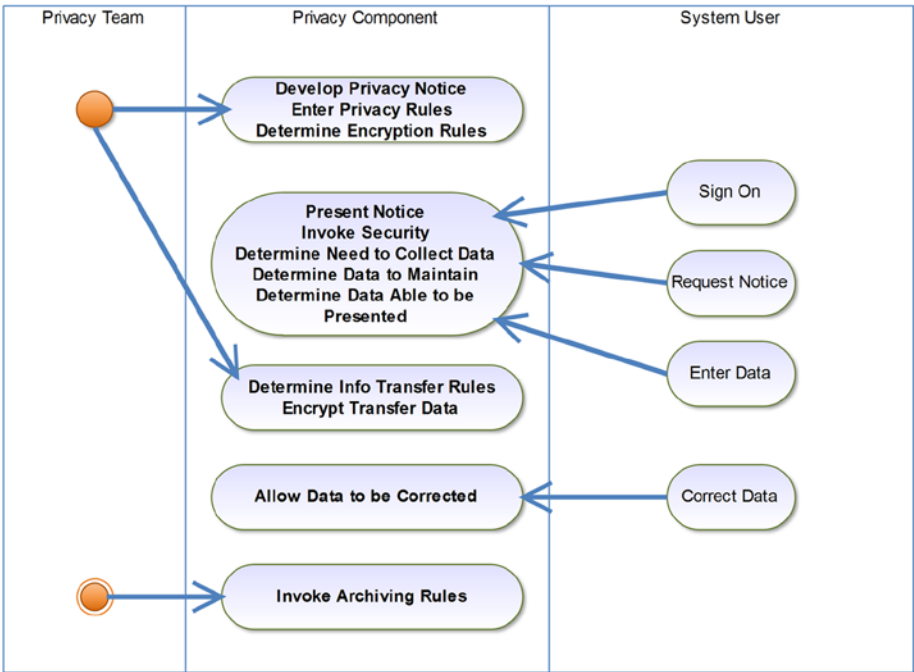 Privacy Team
Privacy Component
System User
Develop Privacy Notice
Enter Privacy Rules
Determine Encryption Rules
Sign On
Present Notice
Invoke Security
Determine Need to Collect Data
Determine Data to Maintain
Determine Data Able to be
Presented
Request Notice
Enter Data
Determine Info Transfer Rules
Encrypt Transfer Data
Allow Data to be Corrected
Correct Data
Invoke Archiving Rules